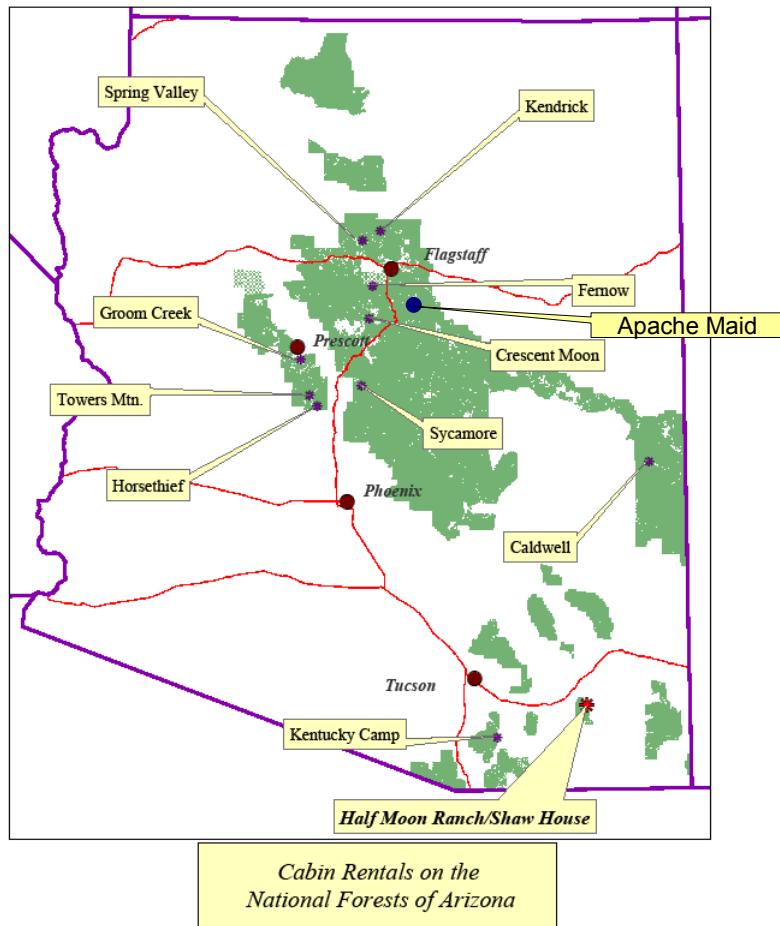 Spring Valley
Kendrick
Flagstaff
Fernow
Groom Creek
Apache Maid
Prescott
Crescent Moon
Towers Mtn.
Sycamore
Horsethief
Phoenix
Caldwell
Tucson
Kentucky Camp
Half Moon Ranch/Shaw House
Cabin Rentals on the
National Forests of Arizona